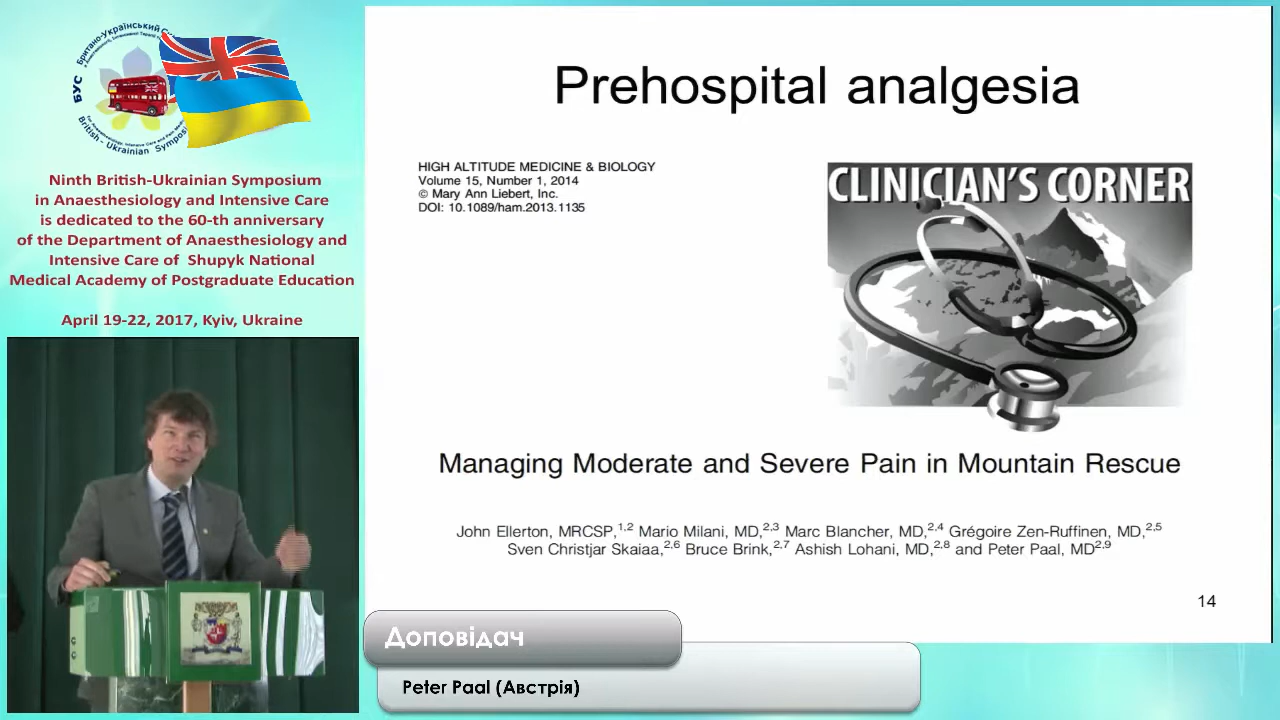 Британо-Український
БУС
British - Ukrainian Symposium
Ninth British-Ukrainian Symposium
in Anaesthesiology and Intensive Care
is dedicated to the 60-th anniversary
of the Department of Anaesthesiology and
Intensive Care of Shupyk National
Medical Academy of Postgraduate Education
April 19-22, 2017, Kyiv, Ukraine
Prehospital analgesia
HIGH ALTITUDE MEDICINE & BIOLOGY
Volume 15, Number 1, 2014
© Mary Ann Liebert, Inc.
DOI: 10.1089/ham.2013.1135
CLINICIAN'S CORNER
Managing Moderate and Severe Pain in Mountain Rescue
John Ellerton, MRCSP,1,2 Mario Milani, MD,2,3 Marc Blancher, MD,2,4 Grégoire Zen-Ruffinen, MD,2,5
Sven Christjar Skaiaa,2,6 Bruce Brink,2,7 Ashish Lohani, MD,2,8 and Peter Paal, MD2,9
14
Доповідач
Peter Paal (Австрія)